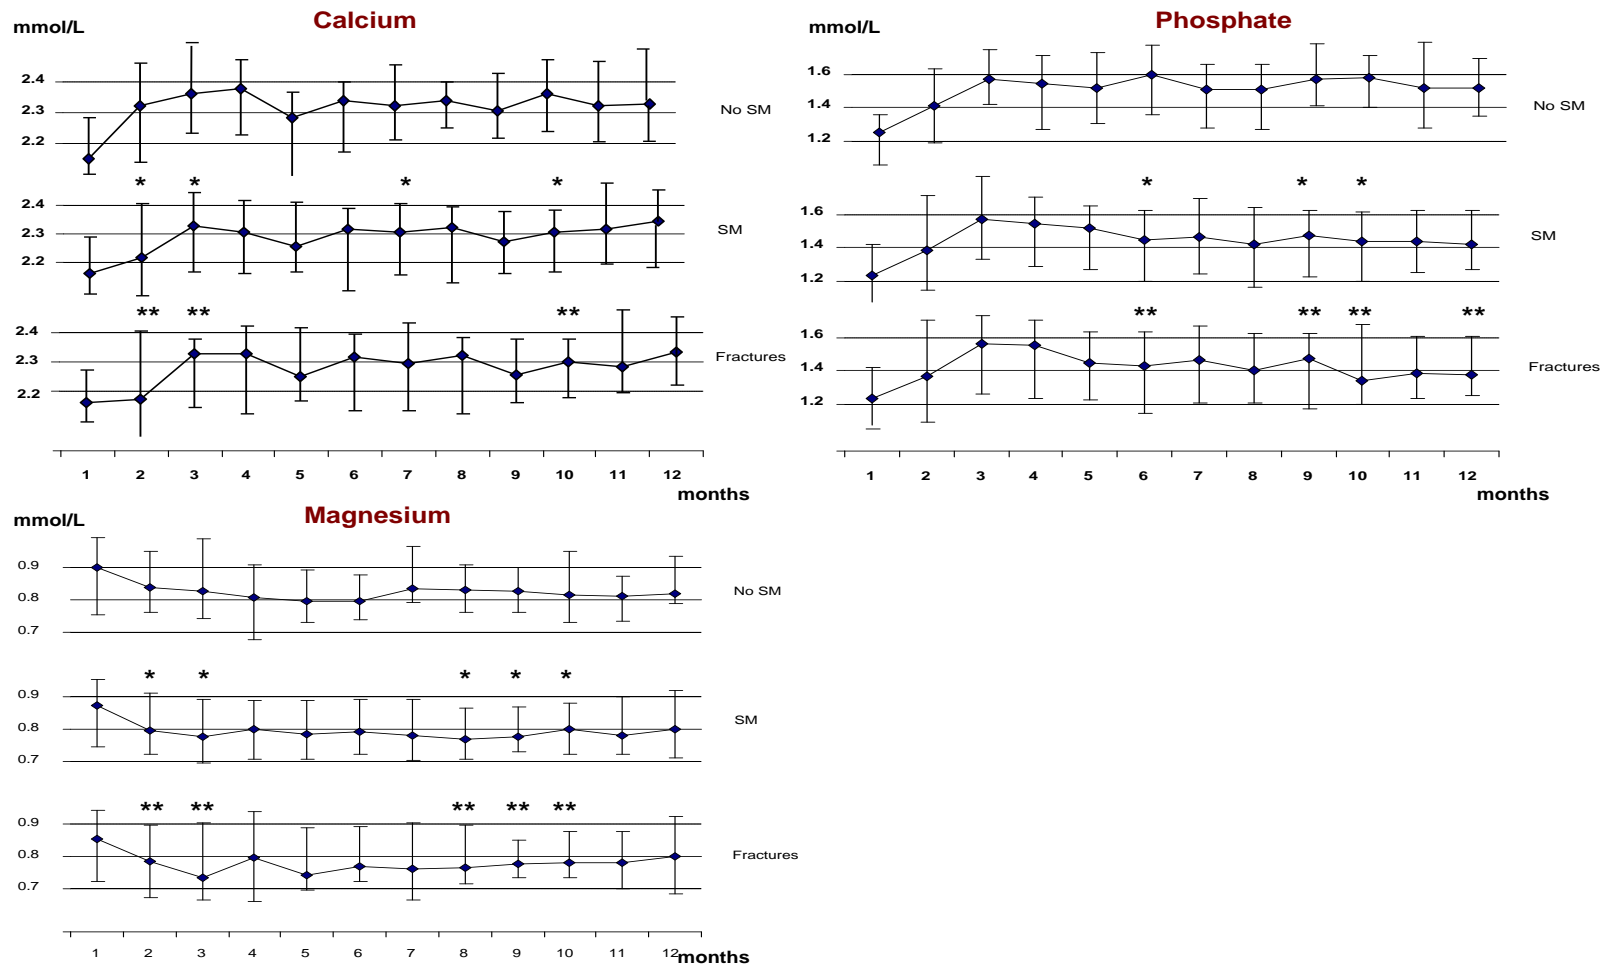 Calcium
mmol/L
2.4
2.3
2.2
No SM
* * * *
2.4
2.3
2.2
SM
** ** **
2.4
2.3
2.2
Fractures
1 2 3 4 5 6 7 8 9 10 11 12
months
Phosphate
mmol/L
1.6
1.4
1.2
No SM
* * *
1.6
1.4
1.2
SM
** ** ** **
1.6
1.4
1.2
Fractures
1 2 3 4 5 6 7 8 9 10 11 12
months
Magnesium
mmol/L
0.9
0.8
0.7
No SM
* * * * *
0.9
0.8
0.7
SM
** ** ** ** **
0.9
0.8
0.7
Fractures
1 2 3 4 5 6 7 8 9 10 11 12
months